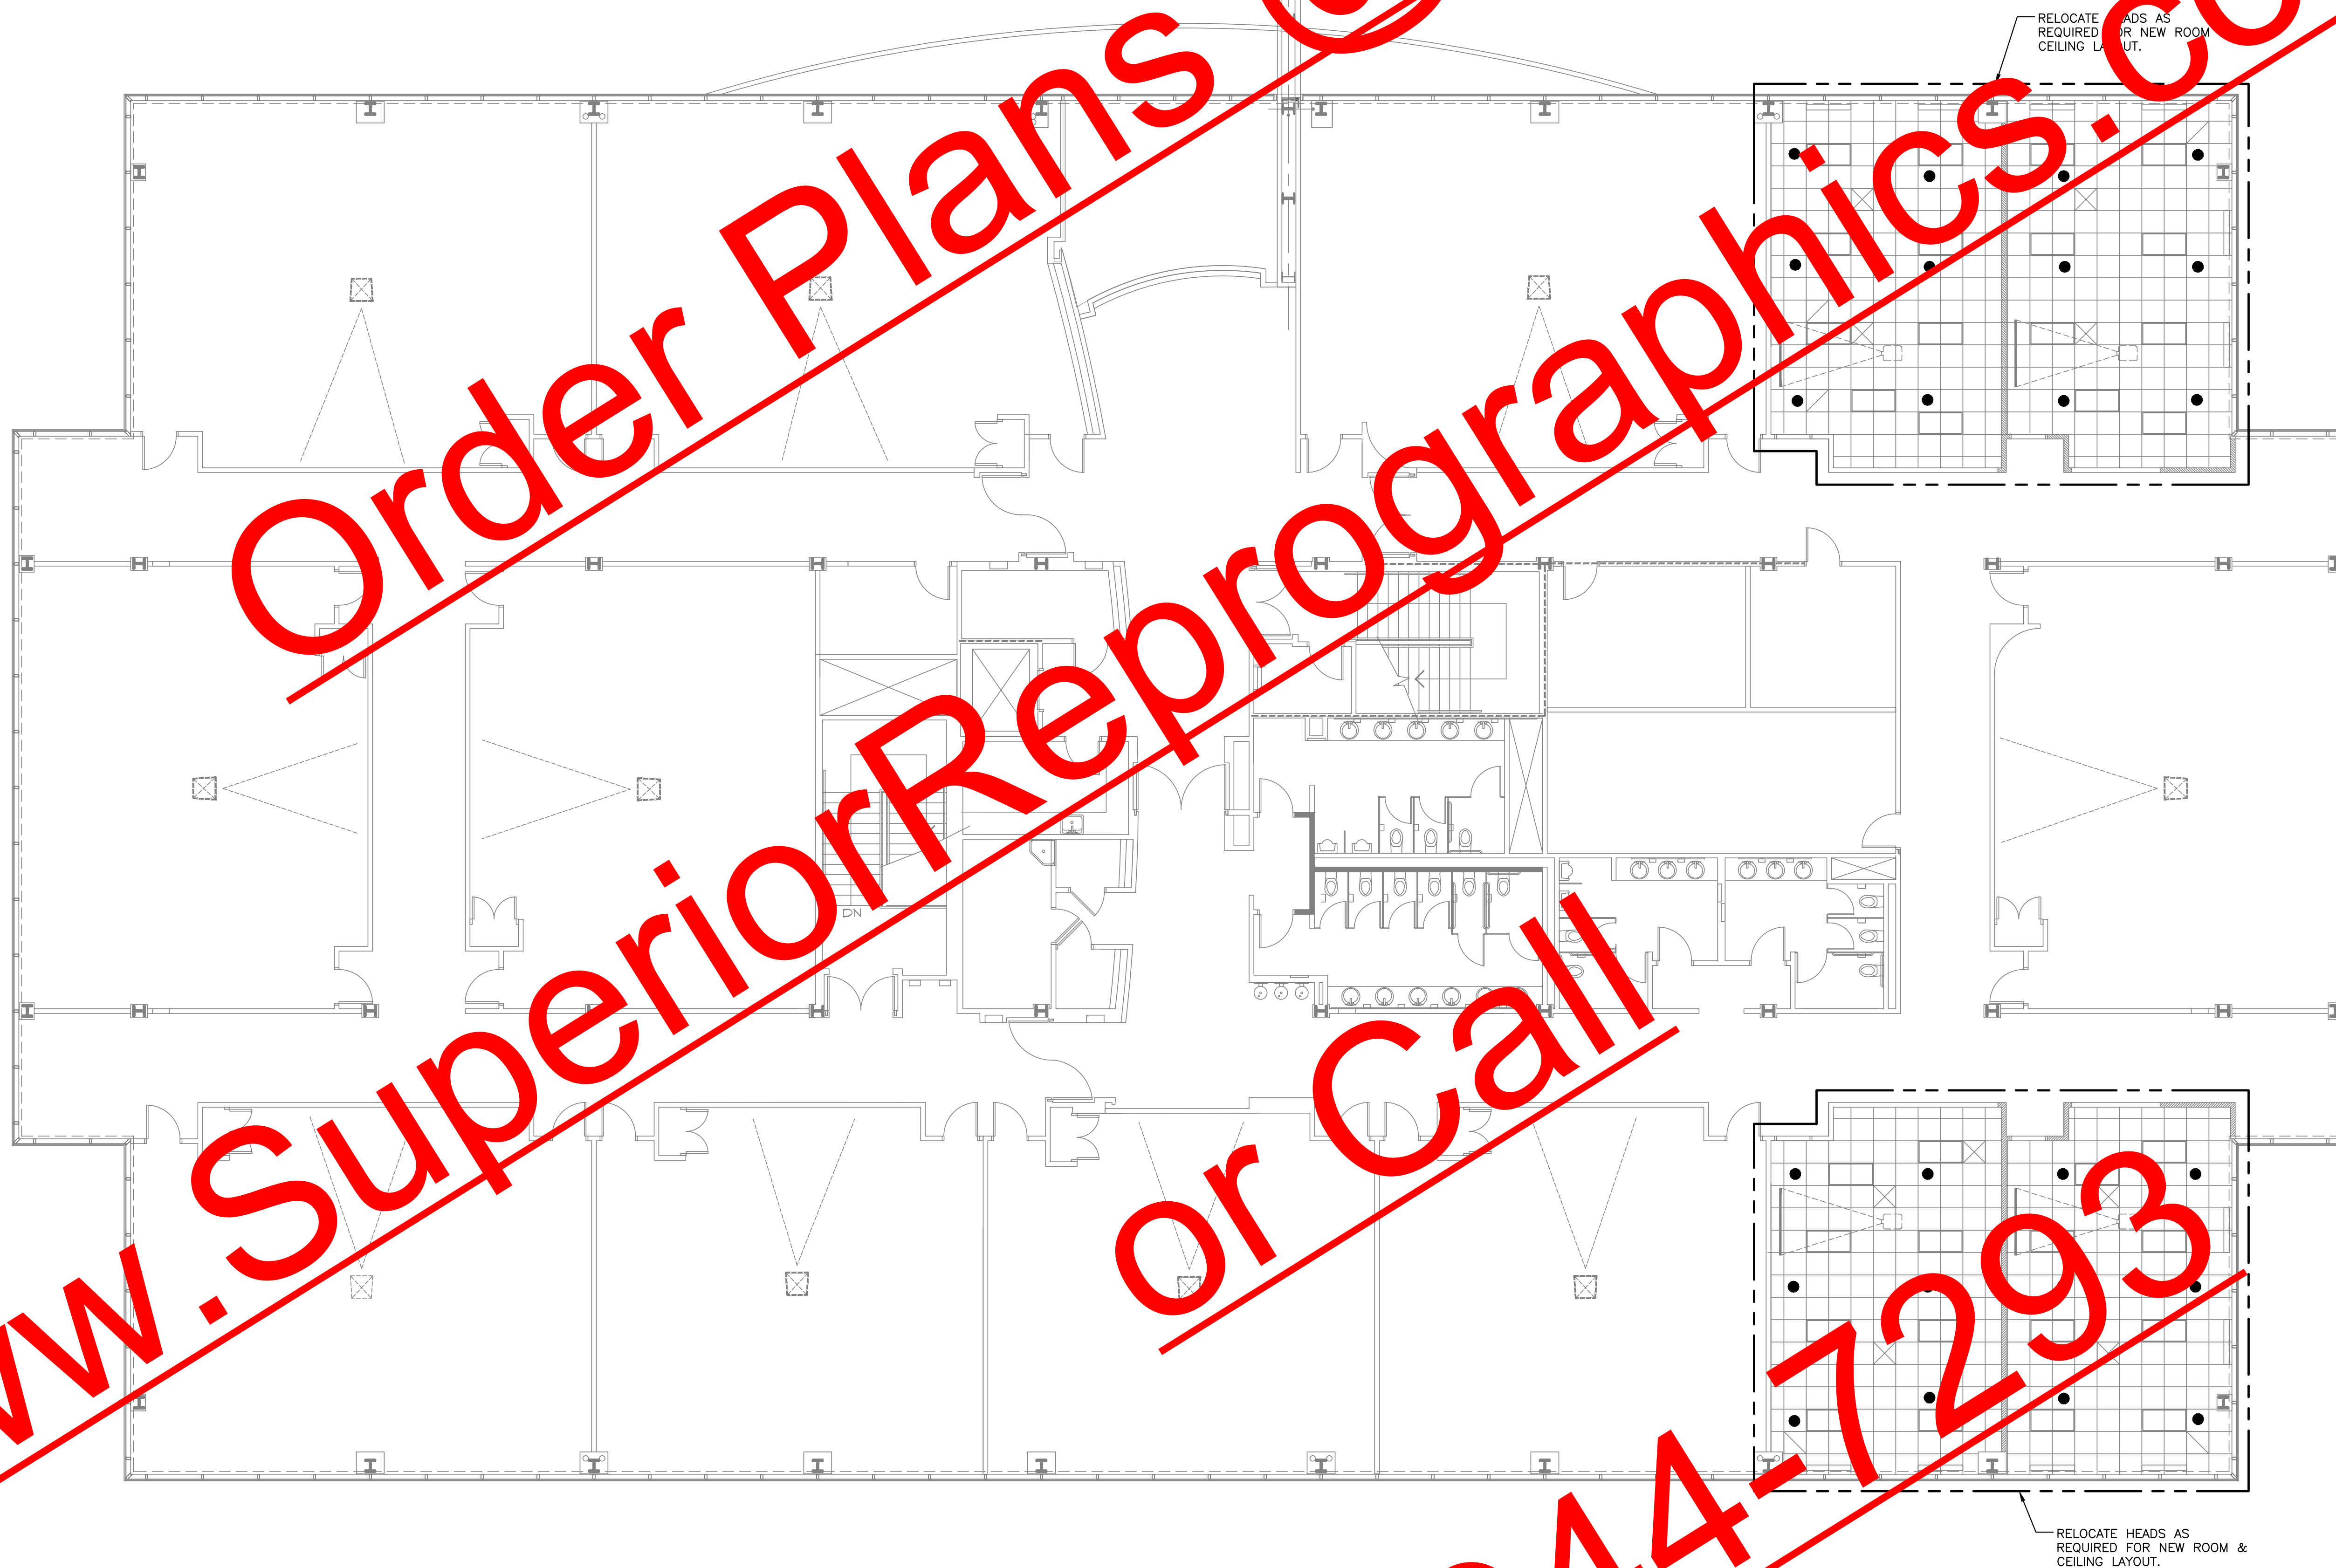 RELOCATE HEADS AS
REQUIRED FOR NEW ROOM
CEILING LAYOUT.
Order Plans @
www.SuperiorReprographics.co
or Call
44-7293
DN
RELOCATE HEADS AS
REQUIRED FOR NEW ROOM &
CEILING LAYOUT.